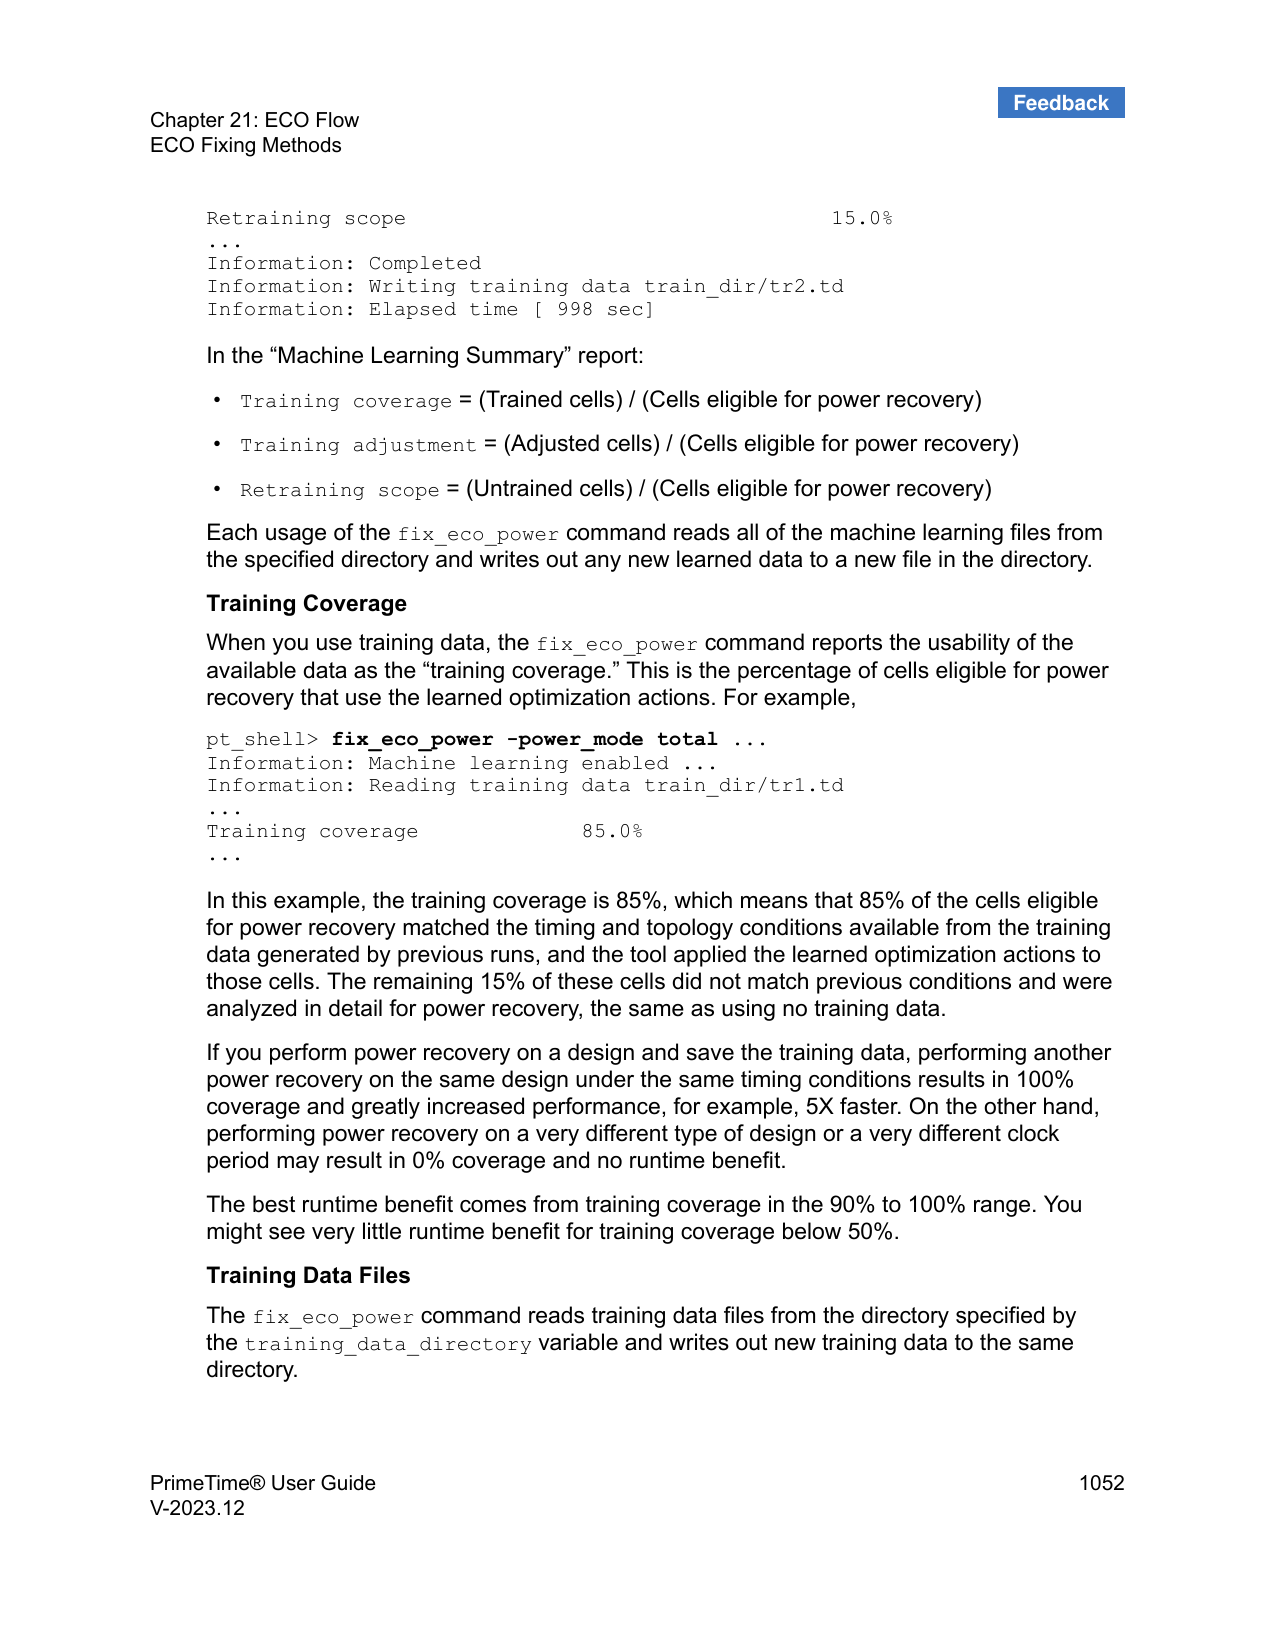 Feedback
Chapter 21: ECO Flow
ECO Fixing Methods
Retraining scope 15.0%
...
Information: Completed
Information: Writing training data train_dir/tr2.td
Information: Elapsed time [ 998 sec]
In the “Machine Learning Summary” report:
• Training coverage = (Trained cells) / (Cells eligible for power recovery)
• Training adjustment = (Adjusted cells) / (Cells eligible for power recovery)
• Retraining scope = (Untrained cells) / (Cells eligible for power recovery)
Each usage of the fix_eco_power command reads all of the machine learning files from
the specified directory and writes out any new learned data to a new file in the directory.
Training Coverage
When you use training data, the fix_eco_power command reports the usability of the
available data as the “training coverage.” This is the percentage of cells eligible for power
recovery that use the learned optimization actions. For example,
pt_shell> fix_eco_power -power_mode total ...
Information: Machine learning enabled ...
Information: Reading training data train_dir/tr1.td
...
Training coverage 85.0%
...
In this example, the training coverage is 85%, which means that 85% of the cells eligible
for power recovery matched the timing and topology conditions available from the training
data generated by previous runs, and the tool applied the learned optimization actions to
those cells. The remaining 15% of these cells did not match previous conditions and were
analyzed in detail for power recovery, the same as using no training data.
If you perform power recovery on a design and save the training data, performing another
power recovery on the same design under the same timing conditions results in 100%
coverage and greatly increased performance, for example, 5X faster. On the other hand,
performing power recovery on a very different type of design or a very different clock
period may result in 0% coverage and no runtime benefit.
The best runtime benefit comes from training coverage in the 90% to 100% range. You
might see very little runtime benefit for training coverage below 50%.
Training Data Files
The fix_eco_power command reads training data files from the directory specified by
the training_data_directory variable and writes out new training data to the same
directory.
PrimeTime® User Guide 1052
V-2023.12